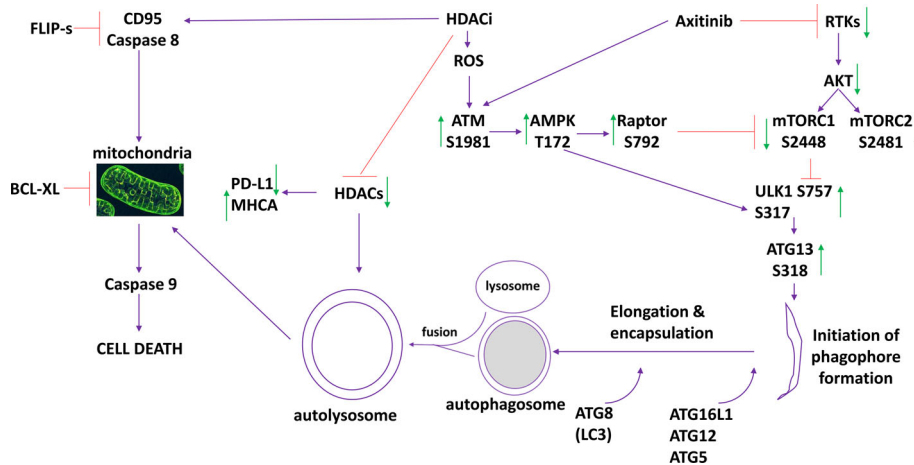 FLIP-s
CD95
Caspase 8
HDACi
Axitinib
RTKs
ROS
AKT
ATM
S1981
AMPK
T172
Raptor
S792
mTORC1
S2448
mTORC2
S2481
mitochondria
BCL-XL
PD-L1
MHCA
HDACs
ULK1 S757
S317
ATG13
S318
Caspase 9
CELL DEATH
lysosome
fusion
Elongation &
encapsulation
Initiation of
phagophore
formation
autolysosome
autophagosome
ATG8
(LC3)
ATG16L1
ATG12
ATG5